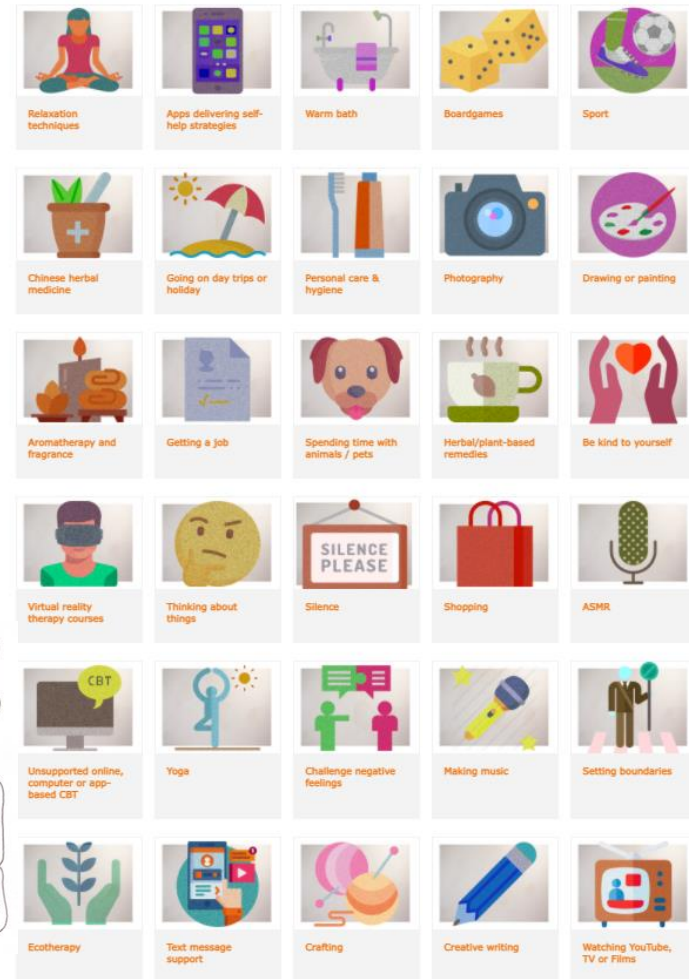 Relaxation
techniques
Apps delivering self-
help strategies
Warm bath
Boardgames
Sport
Chinese herbal
medicine
Going on day trips or
holiday
Personal care &
hygiene
Photography
Drawing or painting
Aromatherapy and
fragrance
Getting a job
Spending time with
animals / pets
Herbal/plant-based
remedies
Be kind to yourself
SILENCE
PLEASE
Virtual reality
therapy courses
Thinking about
things
Silence
Shopping
ASMR
CBT
Unsupported online,
computer or app-
based CBT
Yoga
Challenge negative
feelings
Making music
Setting boundaries
Ecotherapy
Text message
support
Crafting
Creative writing
Watching YouTube,
TV or Films